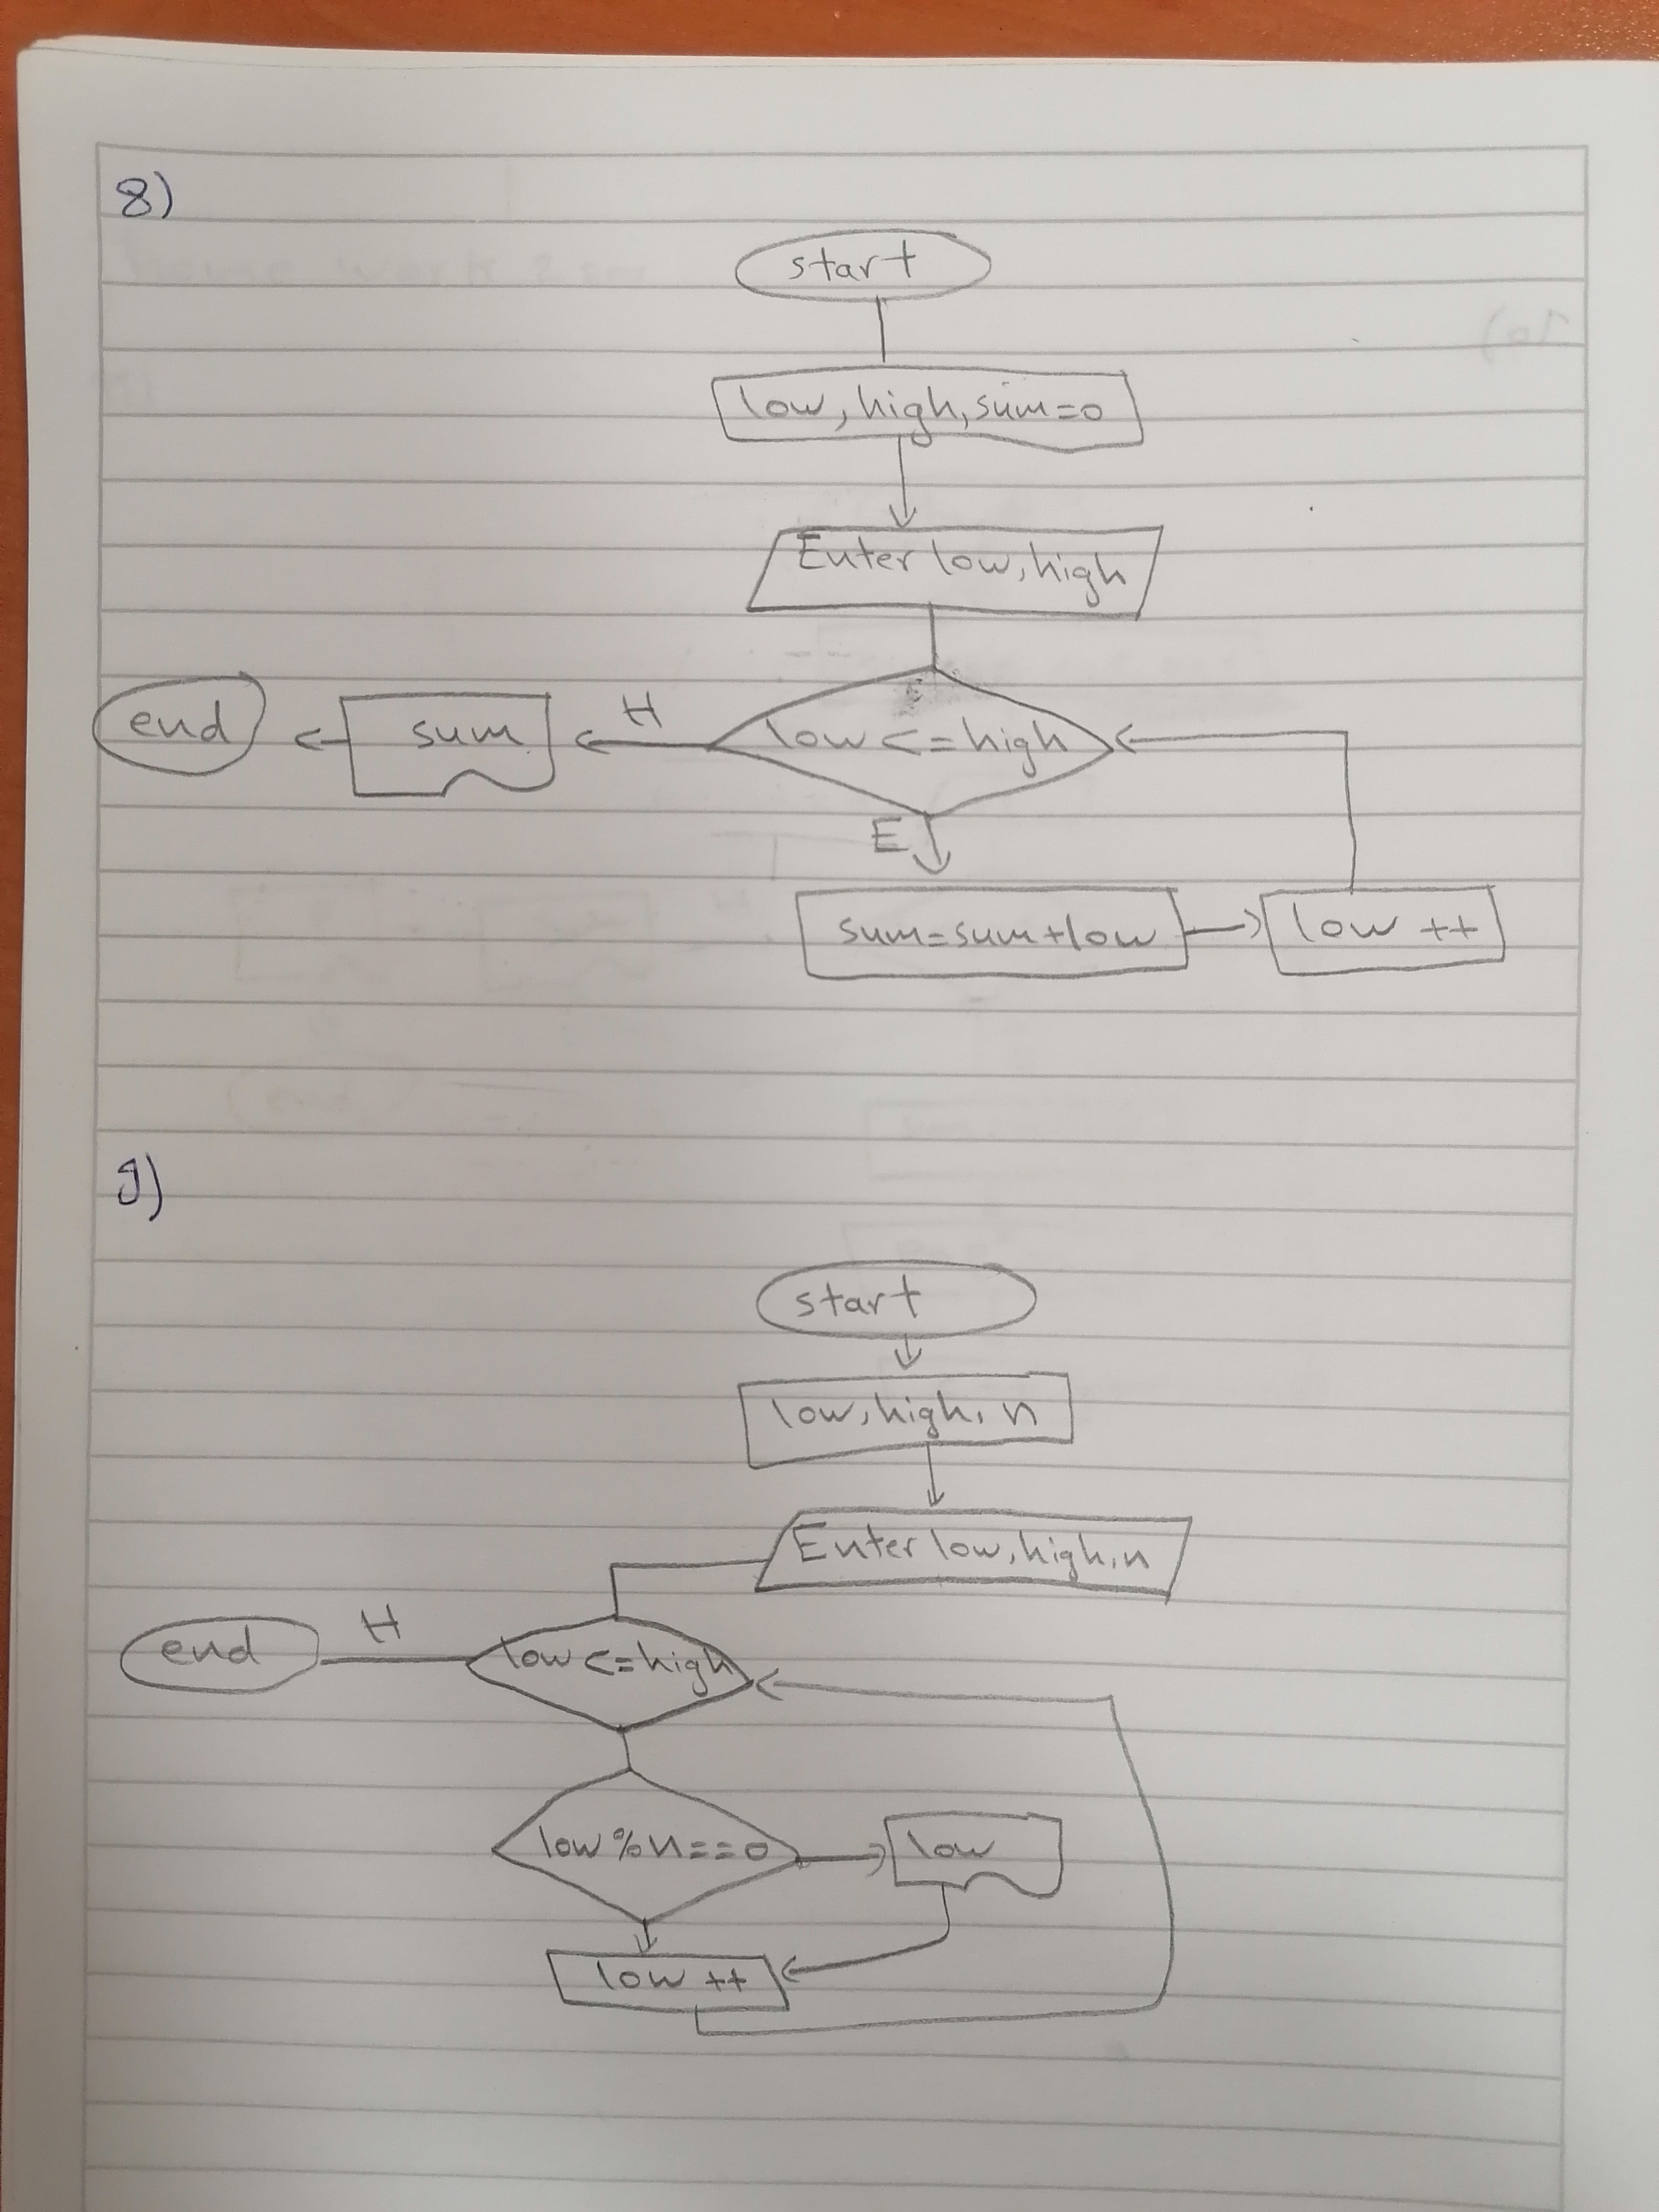 8)
start
low, high, sum=0
Enter low, high
low <= high
H
sum
end
E
sum=sum+low
low ++
9)
start
low, high, n
Enter low, high, n
low <= high
H
end
low % n == 0
low
low ++